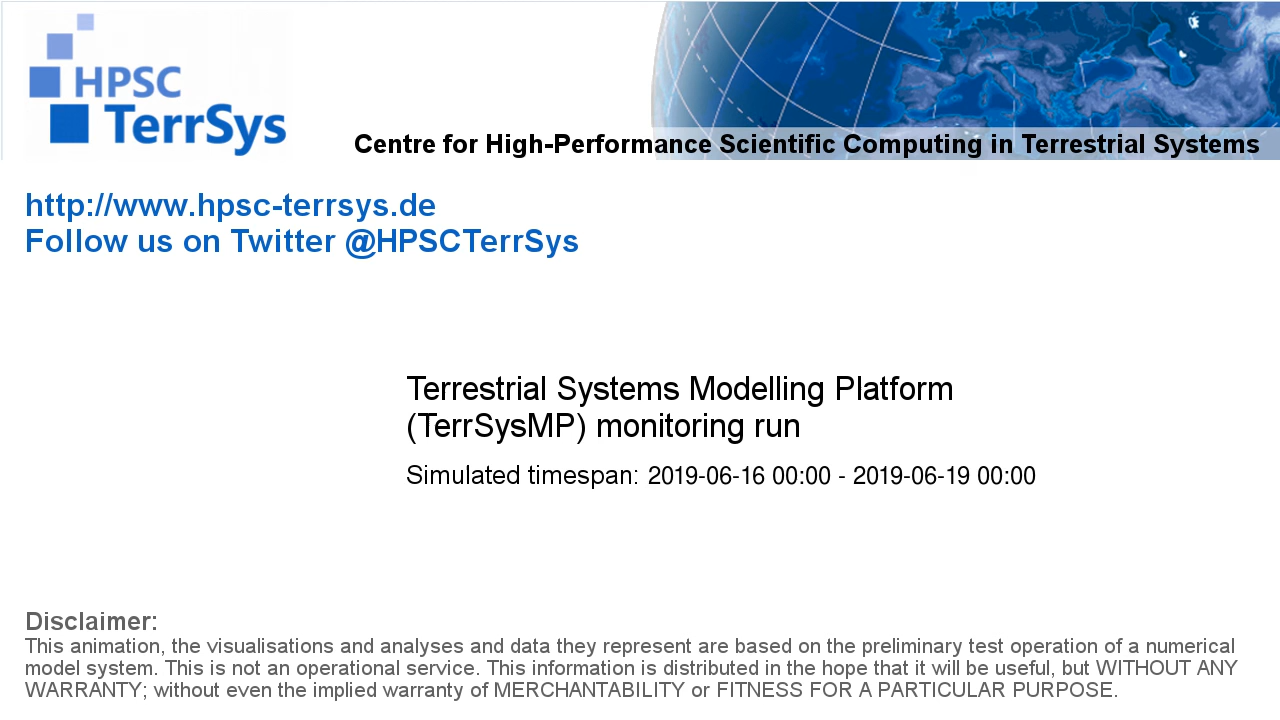 HPSC
TerrSys
Centre for High-Performance Scientific Computing in Terrestrial Systems
http://www.hpsc-terrsys.de
Follow us on Twitter @HPSCTerrSys
Terrestrial Systems Modelling Platform
(TerrSysMP) monitoring run
Simulated timespan: 2019-06-16 00:00 - 2019-06-19 00:00
Disclaimer:
This animation, the visualisations and analyses and data they represent are based on the preliminary test operation of a numerical
model system. This is not an operational service. This information is distributed in the hope that it will be useful, but WITHOUT ANY
WARRANTY; without even the implied warranty of MERCHANTABILITY or FITNESS FOR A PARTICULAR PURPOSE.